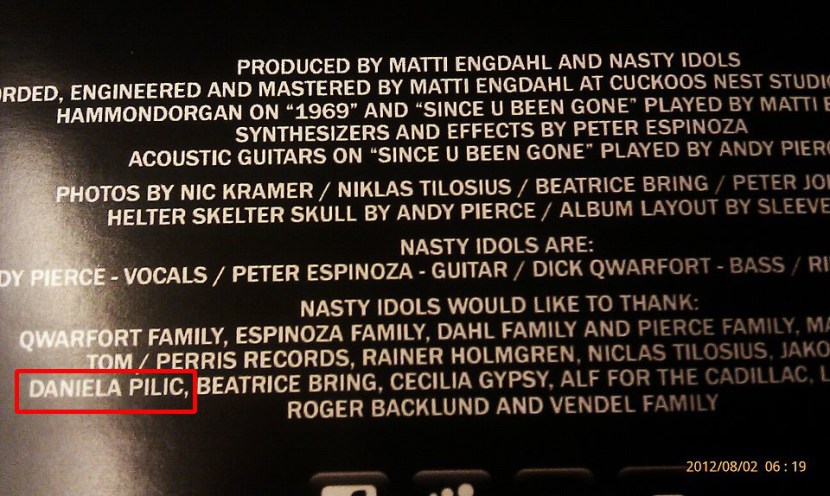 PRODUCED BY MATTI ENGDAHL AND NASTY IDOLS
ORDED, ENGINEERED AND MASTERED BY MATTI ENGDAHL AT CUCKOOS NEST STUDIO
HAMMONDORGAN ON “1969” AND “SINCE U BEEN GONE” PLAYED BY MATTI E
SYNTHESIZERS AND EFFECTS BY PETER ESPINOZA
ACOUSTIC GUITARS ON “SINCE U BEEN GONE” PLAYED BY ANDY PIERC
PHOTOS BY NIC KRAMER / NIKLAS TILOSIUS / BEATRICE BRING / PETER JO
HELTER SKELTER SKULL BY ANDY PIERCE / ALBUM LAYOUT BY SLEEVE
NASTY IDOLS ARE:
DY PIERCE - VOCALS / PETER ESPINOZA - GUITAR / DICK QWARFORT - BASS / RI
NASTY IDOLS WOULD LIKE TO THANK:
QWARFORT FAMILY, ESPINOZA FAMILY, DAHL FAMILY AND PIERCE FAMILY, MA
TOM / PERRIS RECORDS, RAINER HOLMGREN, NICLAS TILOSIUS, JAKO
DANIELA PILIC, BEATRICE BRING, CECILIA GYPSY, ALF FOR THE CADILLAC, L
ROGER BACKLUND AND VENDEL FAMILY
2012/08/02 06:19